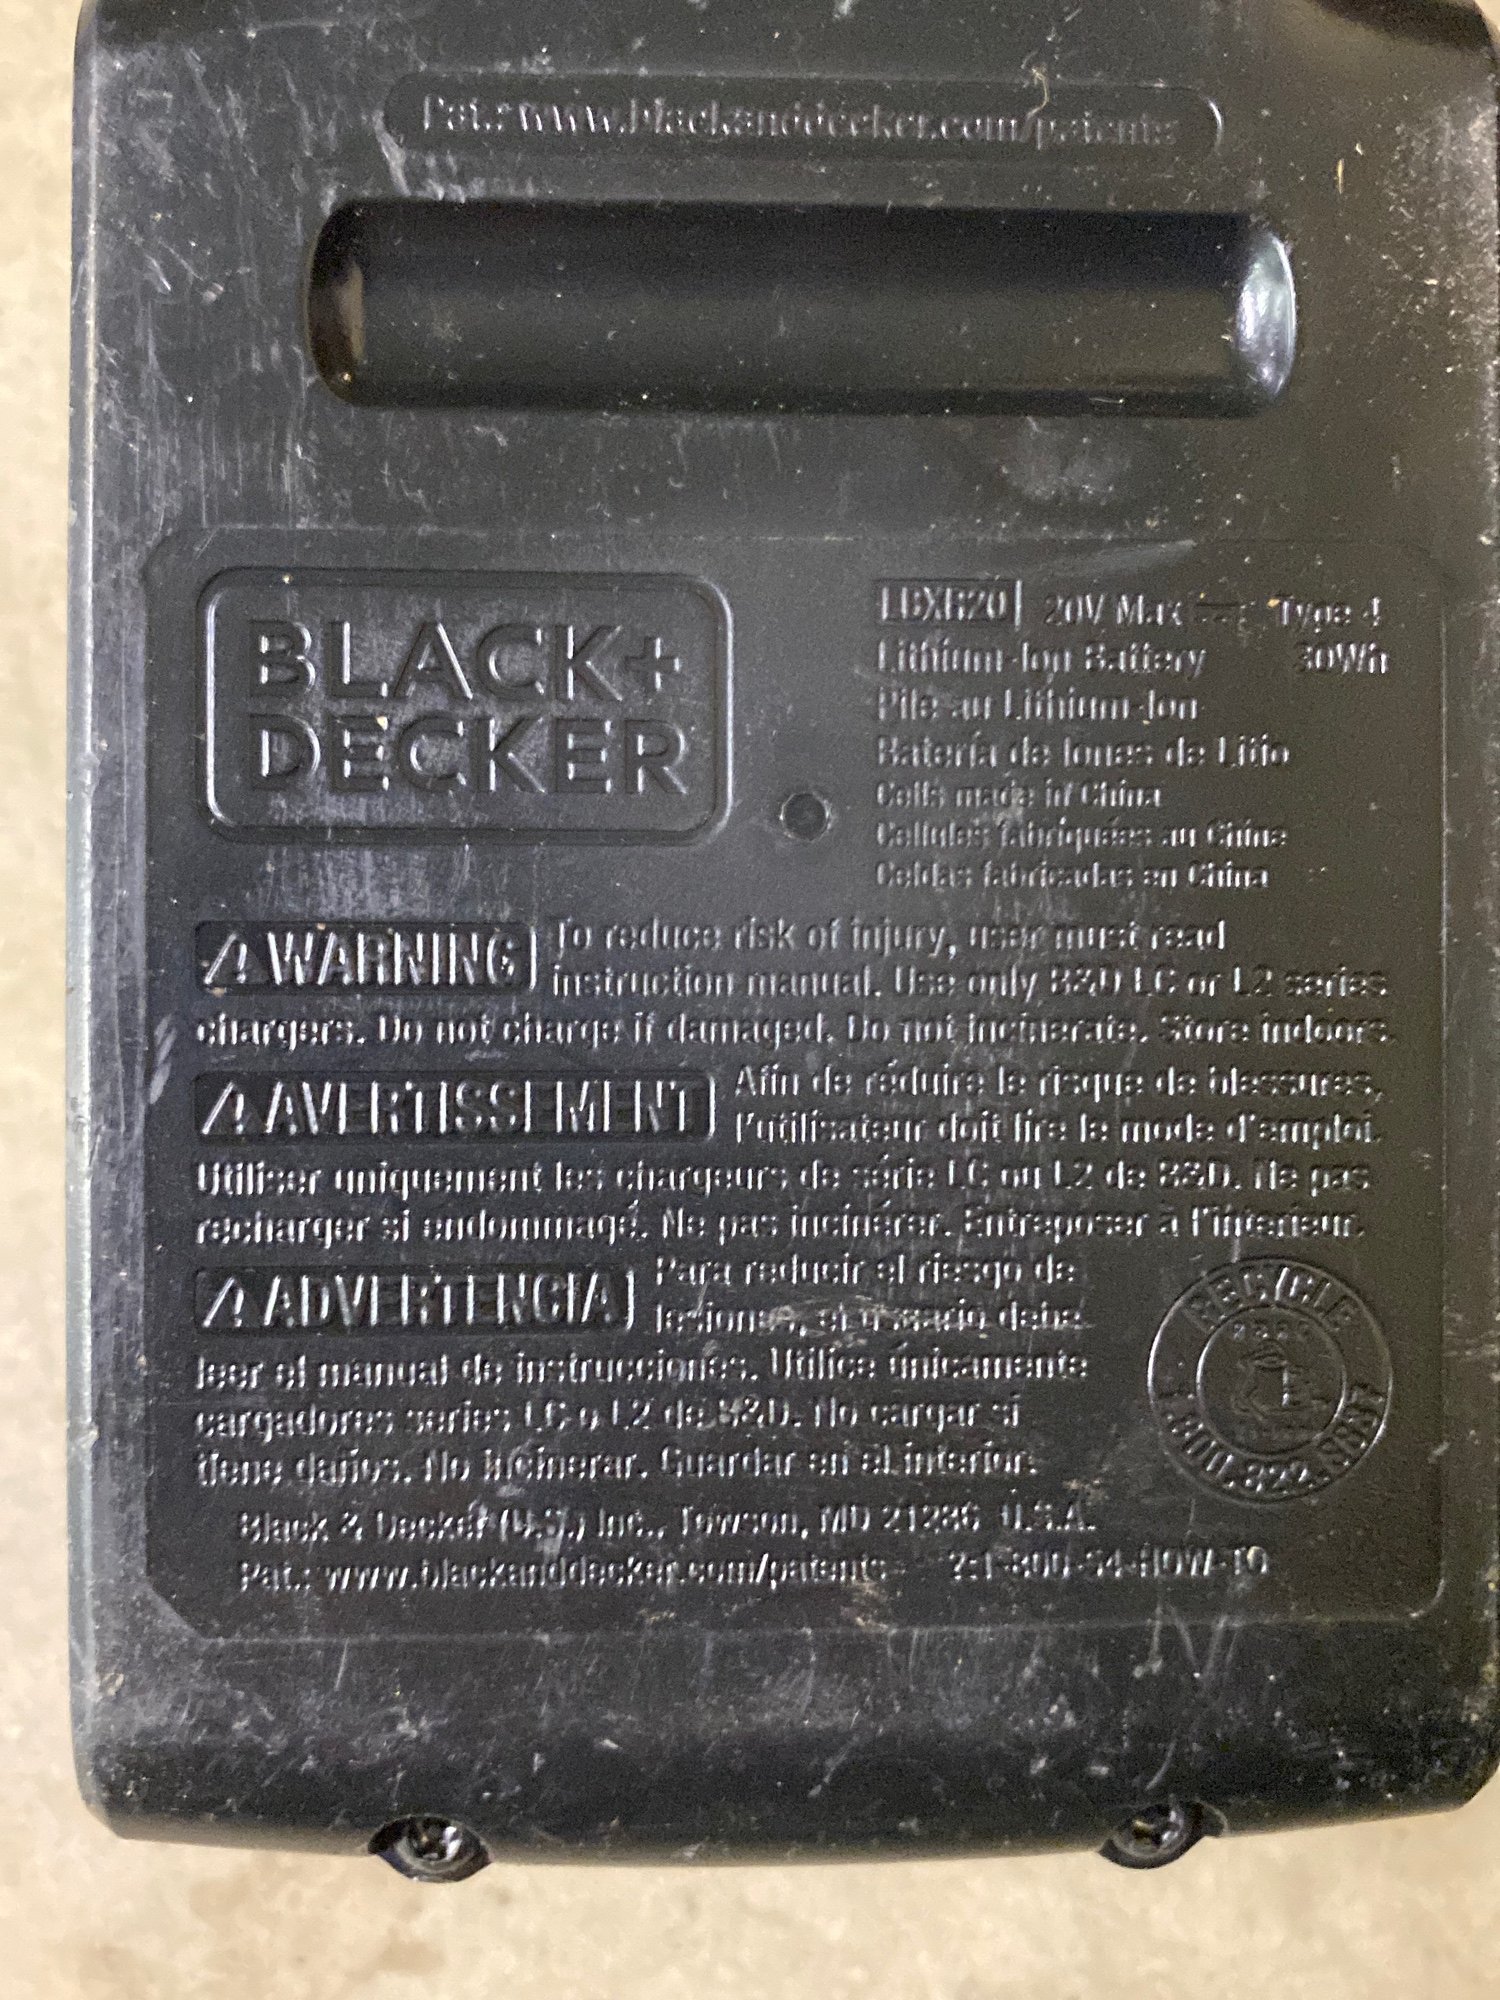 Pat.: www.blackanddecker.com/patents
BLACK+
DECKER
LBXR20 20V Max Type 4
Lithium-Ion Battery 30Wh
Pile au Lithium-Ion
Batería de Iones de Litio
Cells made in China
Cellules fabriquées au Chine
Celdas fabricadas en China
WARNING To reduce risk of injury, user must read
instruction manual. Use only B&D LC or L2 series
chargers. Do not charge if damaged. Do not incinerate. Store indoors.
AVERTISSEMENT Afin de réduire le risque de blessures,
l'utilisateur doit lire le mode d'emploi.
Utiliser uniquement les chargeurs de série LC ou L2 de B&D. Ne pas
recharger si endommagé. Ne pas incinérer. Entreposer à l'interieur.
ADVERTENCIA Para reducir el riesgo de
lesiones, el usuario debe
leer el manual de instrucciones. Utilice únicamente
cargadores series LC o L2 de B&D. No cargar si
tiene daños. No incinerar. Guardar en el interior.
RECYCLE
1.800.822.8837
Black & Decker (U.S.) Inc., Towson, MD 21286 U.S.A.
Pat.: www.blackanddecker.com/patents ?:1-800-54-HOW-TO